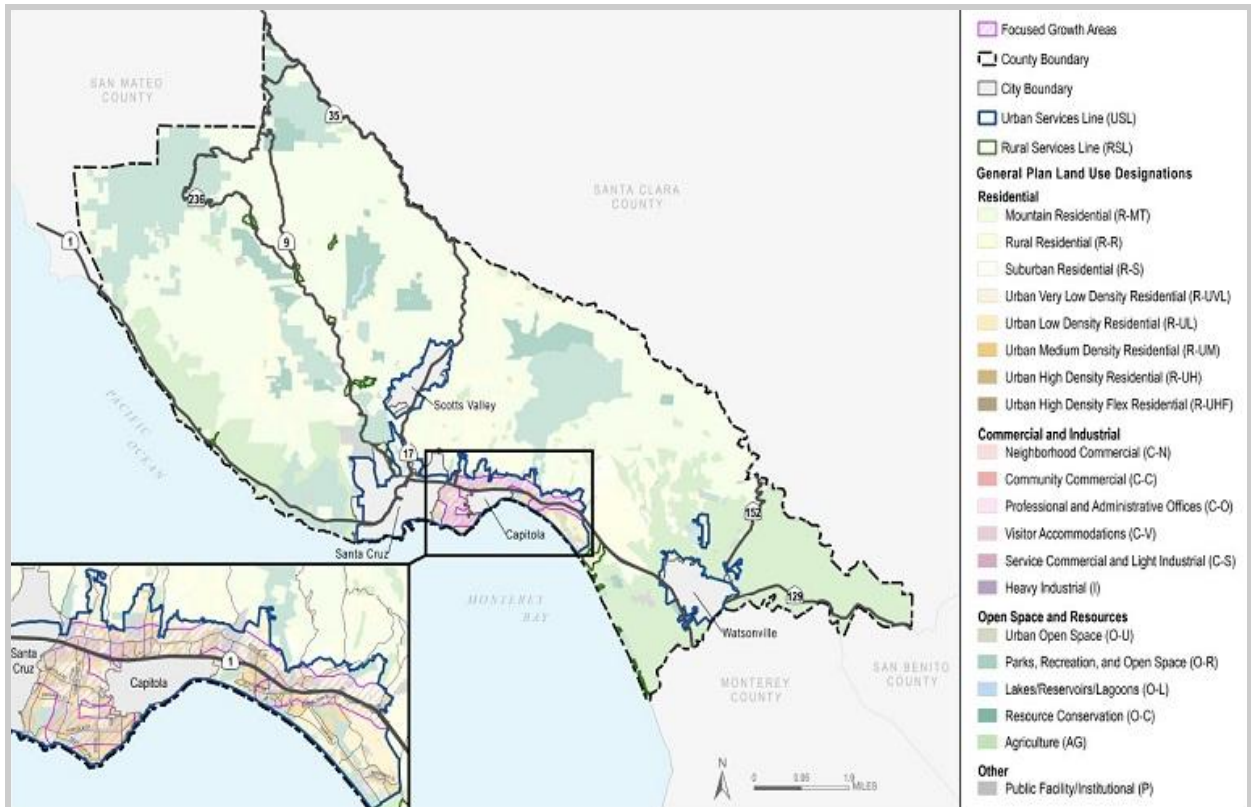 SAN MATEO
COUNTY
35
236
9
1
SANTA CLARA
COUNTY
PACIFIC
OCEAN
Scotts Valley
17
Santa Cruz
Capitola
152
129
Watsonville
MONTEREY
BAY
MONTEREY
COUNTY
SAN BENITO
COUNTY
Santa
Cruz
Capitola
1
N
0 0.95 1.9
MILES
Focused Growth Areas
County Boundary
City Boundary
Urban Services Line (USL)
Rural Services Line (RSL)
General Plan Land Use Designations
Residential
Mountain Residential (R-MT)
Rural Residential (R-R)
Suburban Residential (R-S)
Urban Very Low Density Residential (R-UVL)
Urban Low Density Residential (R-UL)
Urban Medium Density Residential (R-UM)
Urban High Density Residential (R-UH)
Urban High Density Flex Residential (R-UHF)
Commercial and Industrial
Neighborhood Commercial (C-N)
Community Commercial (C-C)
Professional and Administrative Offices (C-O)
Visitor Accommodations (C-V)
Service Commercial and Light Industrial (C-S)
Heavy Industrial (I)
Open Space and Resources
Urban Open Space (O-U)
Parks, Recreation, and Open Space (O-R)
Lakes/Reservoirs/Lagoons (O-L)
Resource Conservation (O-C)
Agriculture (AG)
Other
Public Facility/Institutional (P)